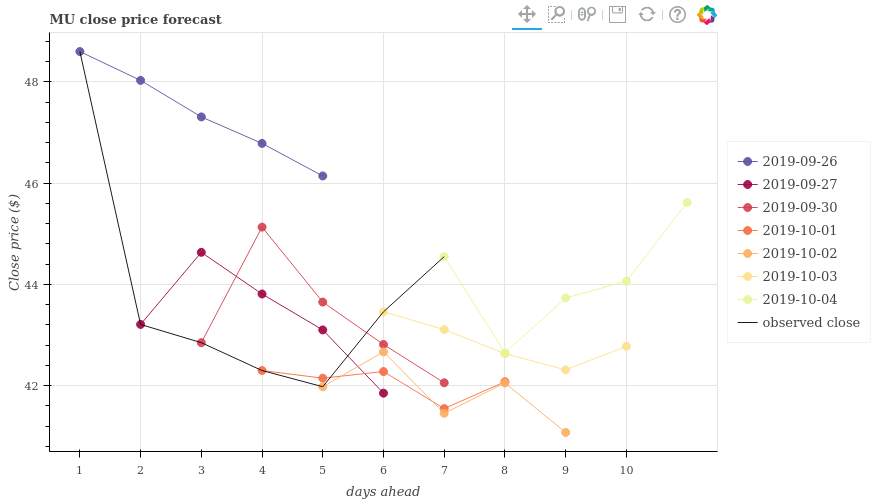 MU close price forecast
48
46
44
42
Close price ($)
1 2 3 4 5 6 7 8 9 10
days ahead
2019-09-26
2019-09-27
2019-09-30
2019-10-01
2019-10-02
2019-10-03
2019-10-04
observed close